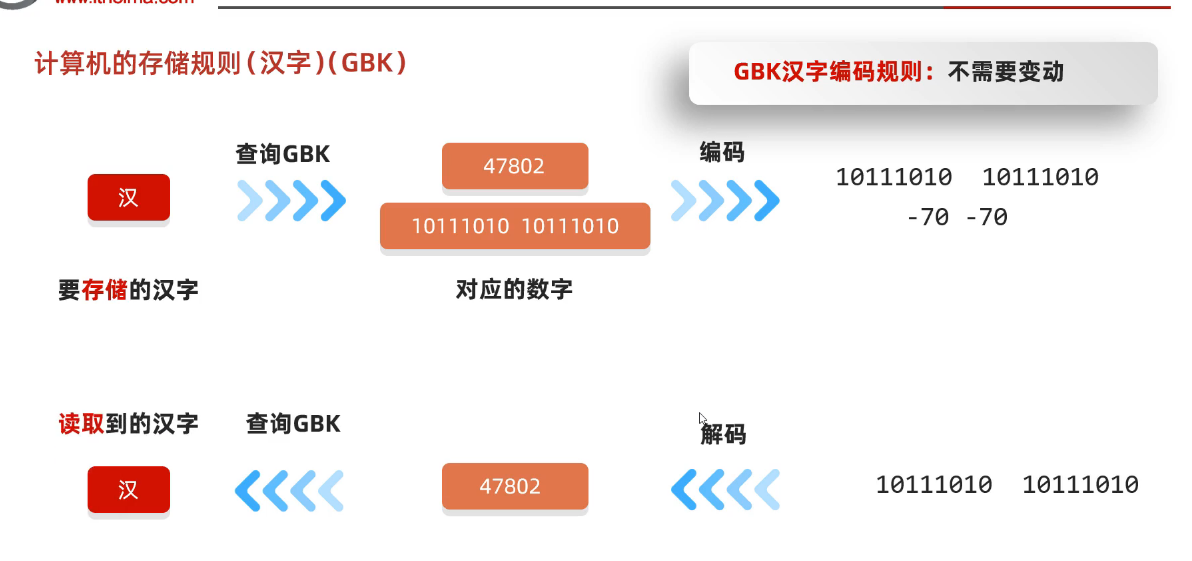 www.itheima.com
计算机的存储规则(汉字)(GBK)
GBK汉字编码规则：不需要变动
查询GBK
编码
汉
47802
10111010 10111010
10111010 10111010
-70 -70
要存储的汉字
对应的数字
读取到的汉字
查询GBK
解码
汉
47802
10111010 10111010